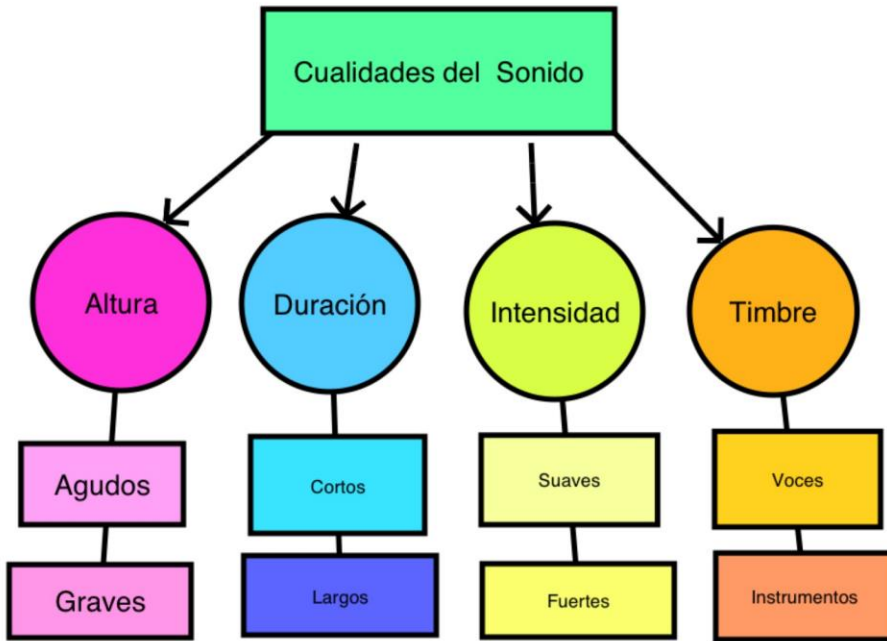 Cualidades del Sonido
Altura
Duración
Intensidad
Timbre
Agudos
Cortos
Suaves
Voces
Graves
Largos
Fuertes
Instrumentos